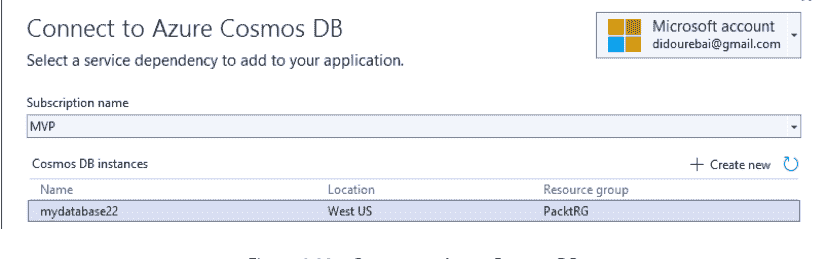 Connect to Azure Cosmos DB
Microsoft account
didourebai@gmail.com
Select a service dependency to add to your application.
Subscription name
MVP
Cosmos DB instances
Create new
Name Location Resource group
mydatabase22 West US PacktRG